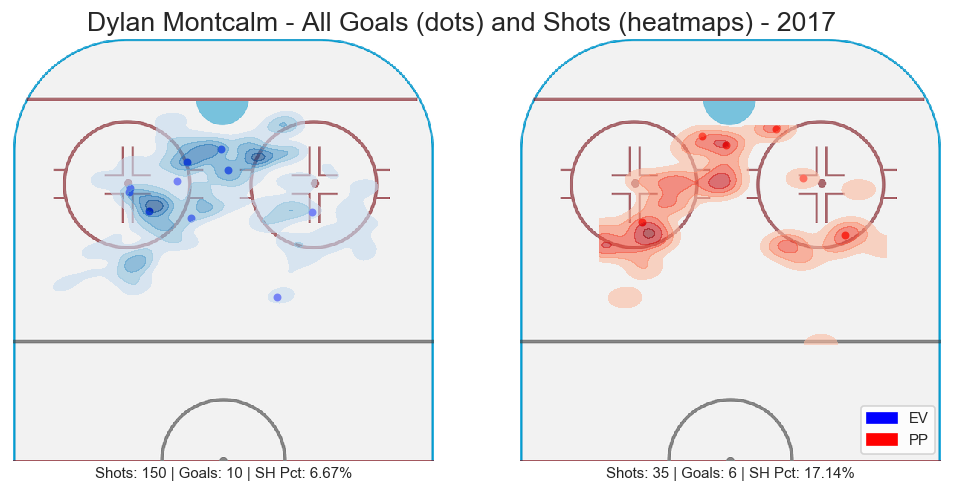 Dylan Montcalm - All Goals (dots) and Shots (heatmaps) - 2017
EV
PP
Shots: 150 | Goals: 10 | SH Pct: 6.67%
Shots: 35 | Goals: 6 | SH Pct: 17.14%